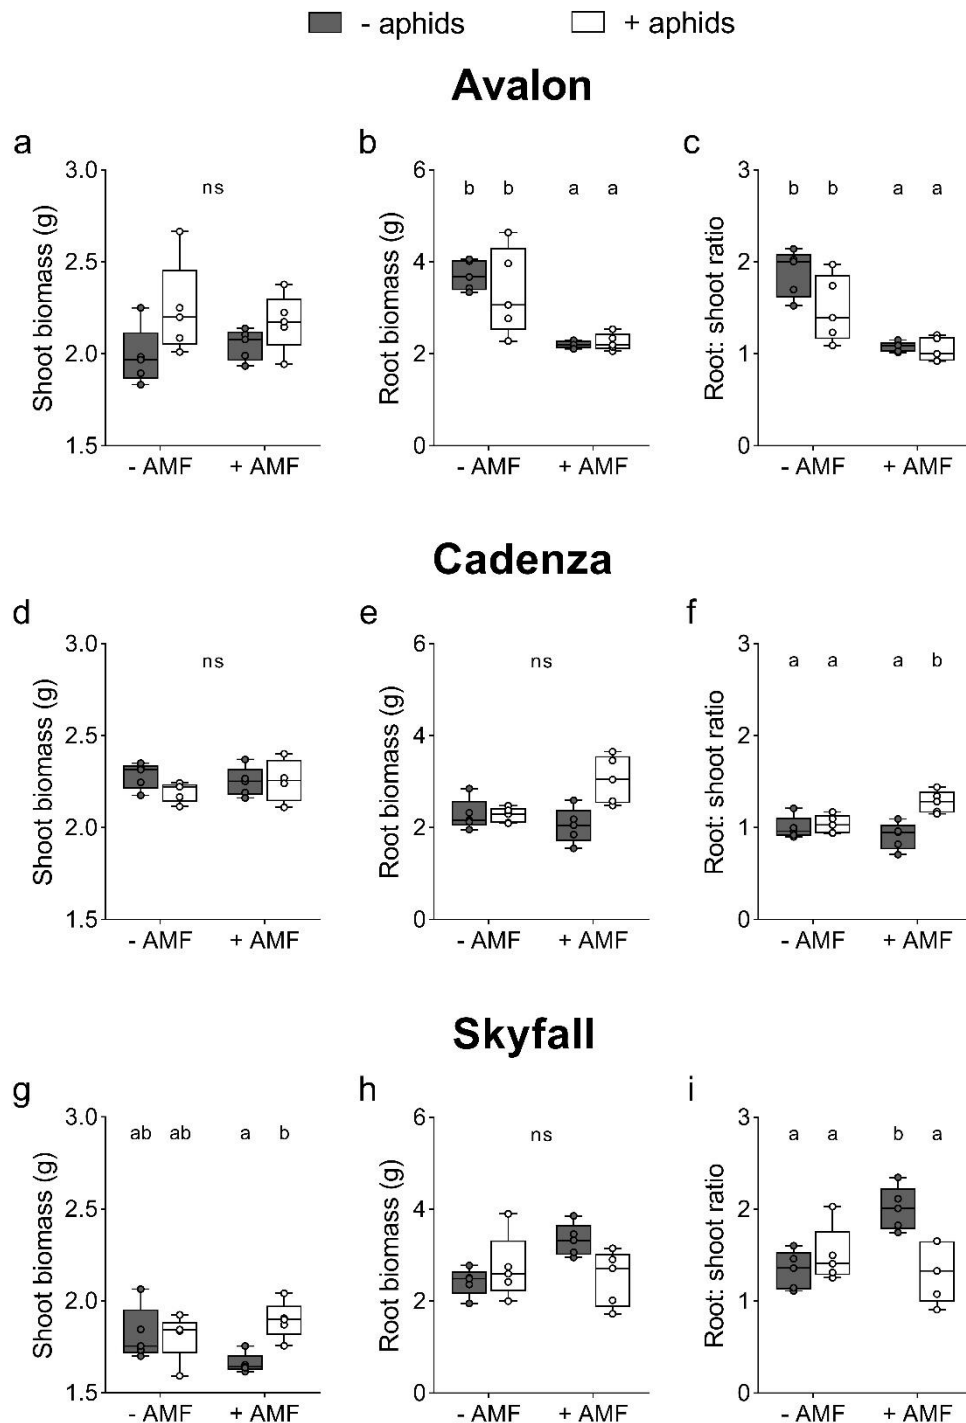 - aphids + aphids
Avalon
a b c
3.0 2.5 2.0 1.5
Shoot biomass (g)
ns
- AMF + AMF
6 4 2 0
Root biomass (g)
b b a a
- AMF + AMF
3 2 1 0
Root: shoot ratio
b b a a
- AMF + AMF
Cadenza
d e f
3.0 2.5 2.0 1.5
Shoot biomass (g)
ns
- AMF + AMF
6 4 2 0
Root biomass (g)
ns
- AMF + AMF
3 2 1 0
Root: shoot ratio
a a a b
- AMF + AMF
Skyfall
g h i
3.0 2.5 2.0 1.5
Shoot biomass (g)
ab ab a b
- AMF + AMF
6 4 2 0
Root biomass (g)
ns
- AMF + AMF
3 2 1 0
Root: shoot ratio
a a b a
- AMF + AMF